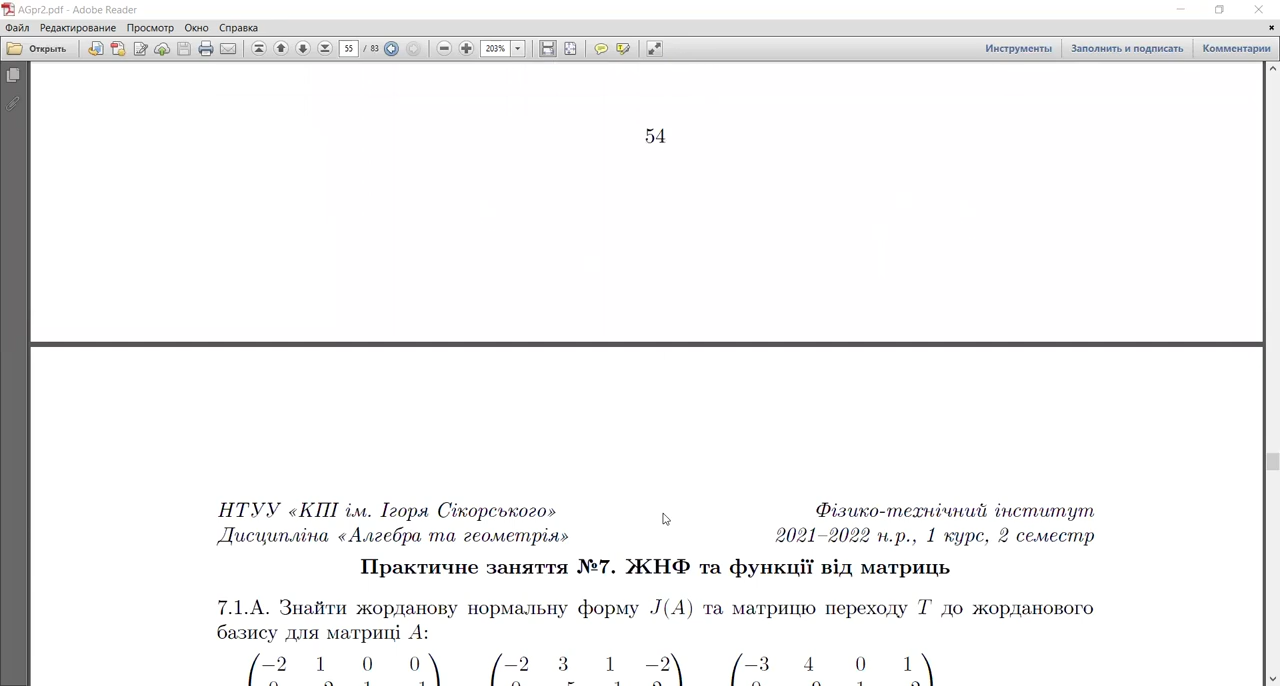 AGpr2.pdf - Adobe Reader
Файл Редактирование Просмотр Окно Справка
Открыть 55 / 83 203% Инструменты Заполнить и подписать Комментарии
54
НТУУ «КПІ ім. Ігоря Сікорського» Фізико-технічний інститут
Дисципліна «Алгебра та геометрія» 2021–2022 н.р., 1 курс, 2 семестр
Практичне заняття №7. ЖНФ та функції від матриць
7.1.А. Знайти жорданову нормальну форму J(A) та матрицю переходу T до жорданового
базису для матриці A:
−2 1 0 0 −2 3 1 −2 −3 4 0 1